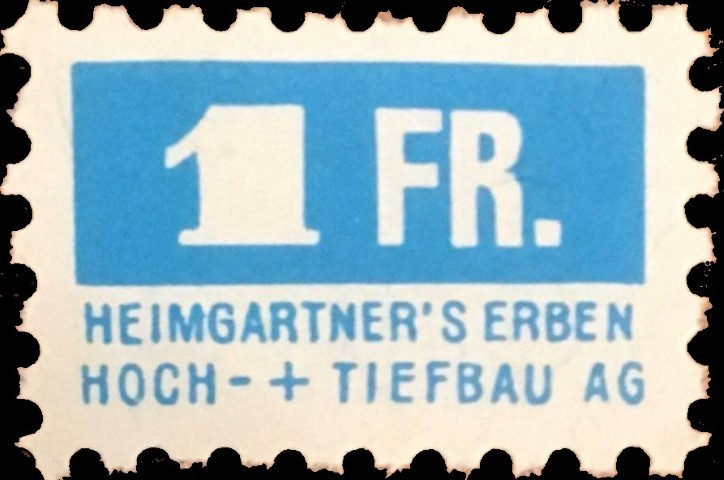 1 FR.
HEIMGARTNER'S ERBEN
HOCH- + TIEFBAU AG